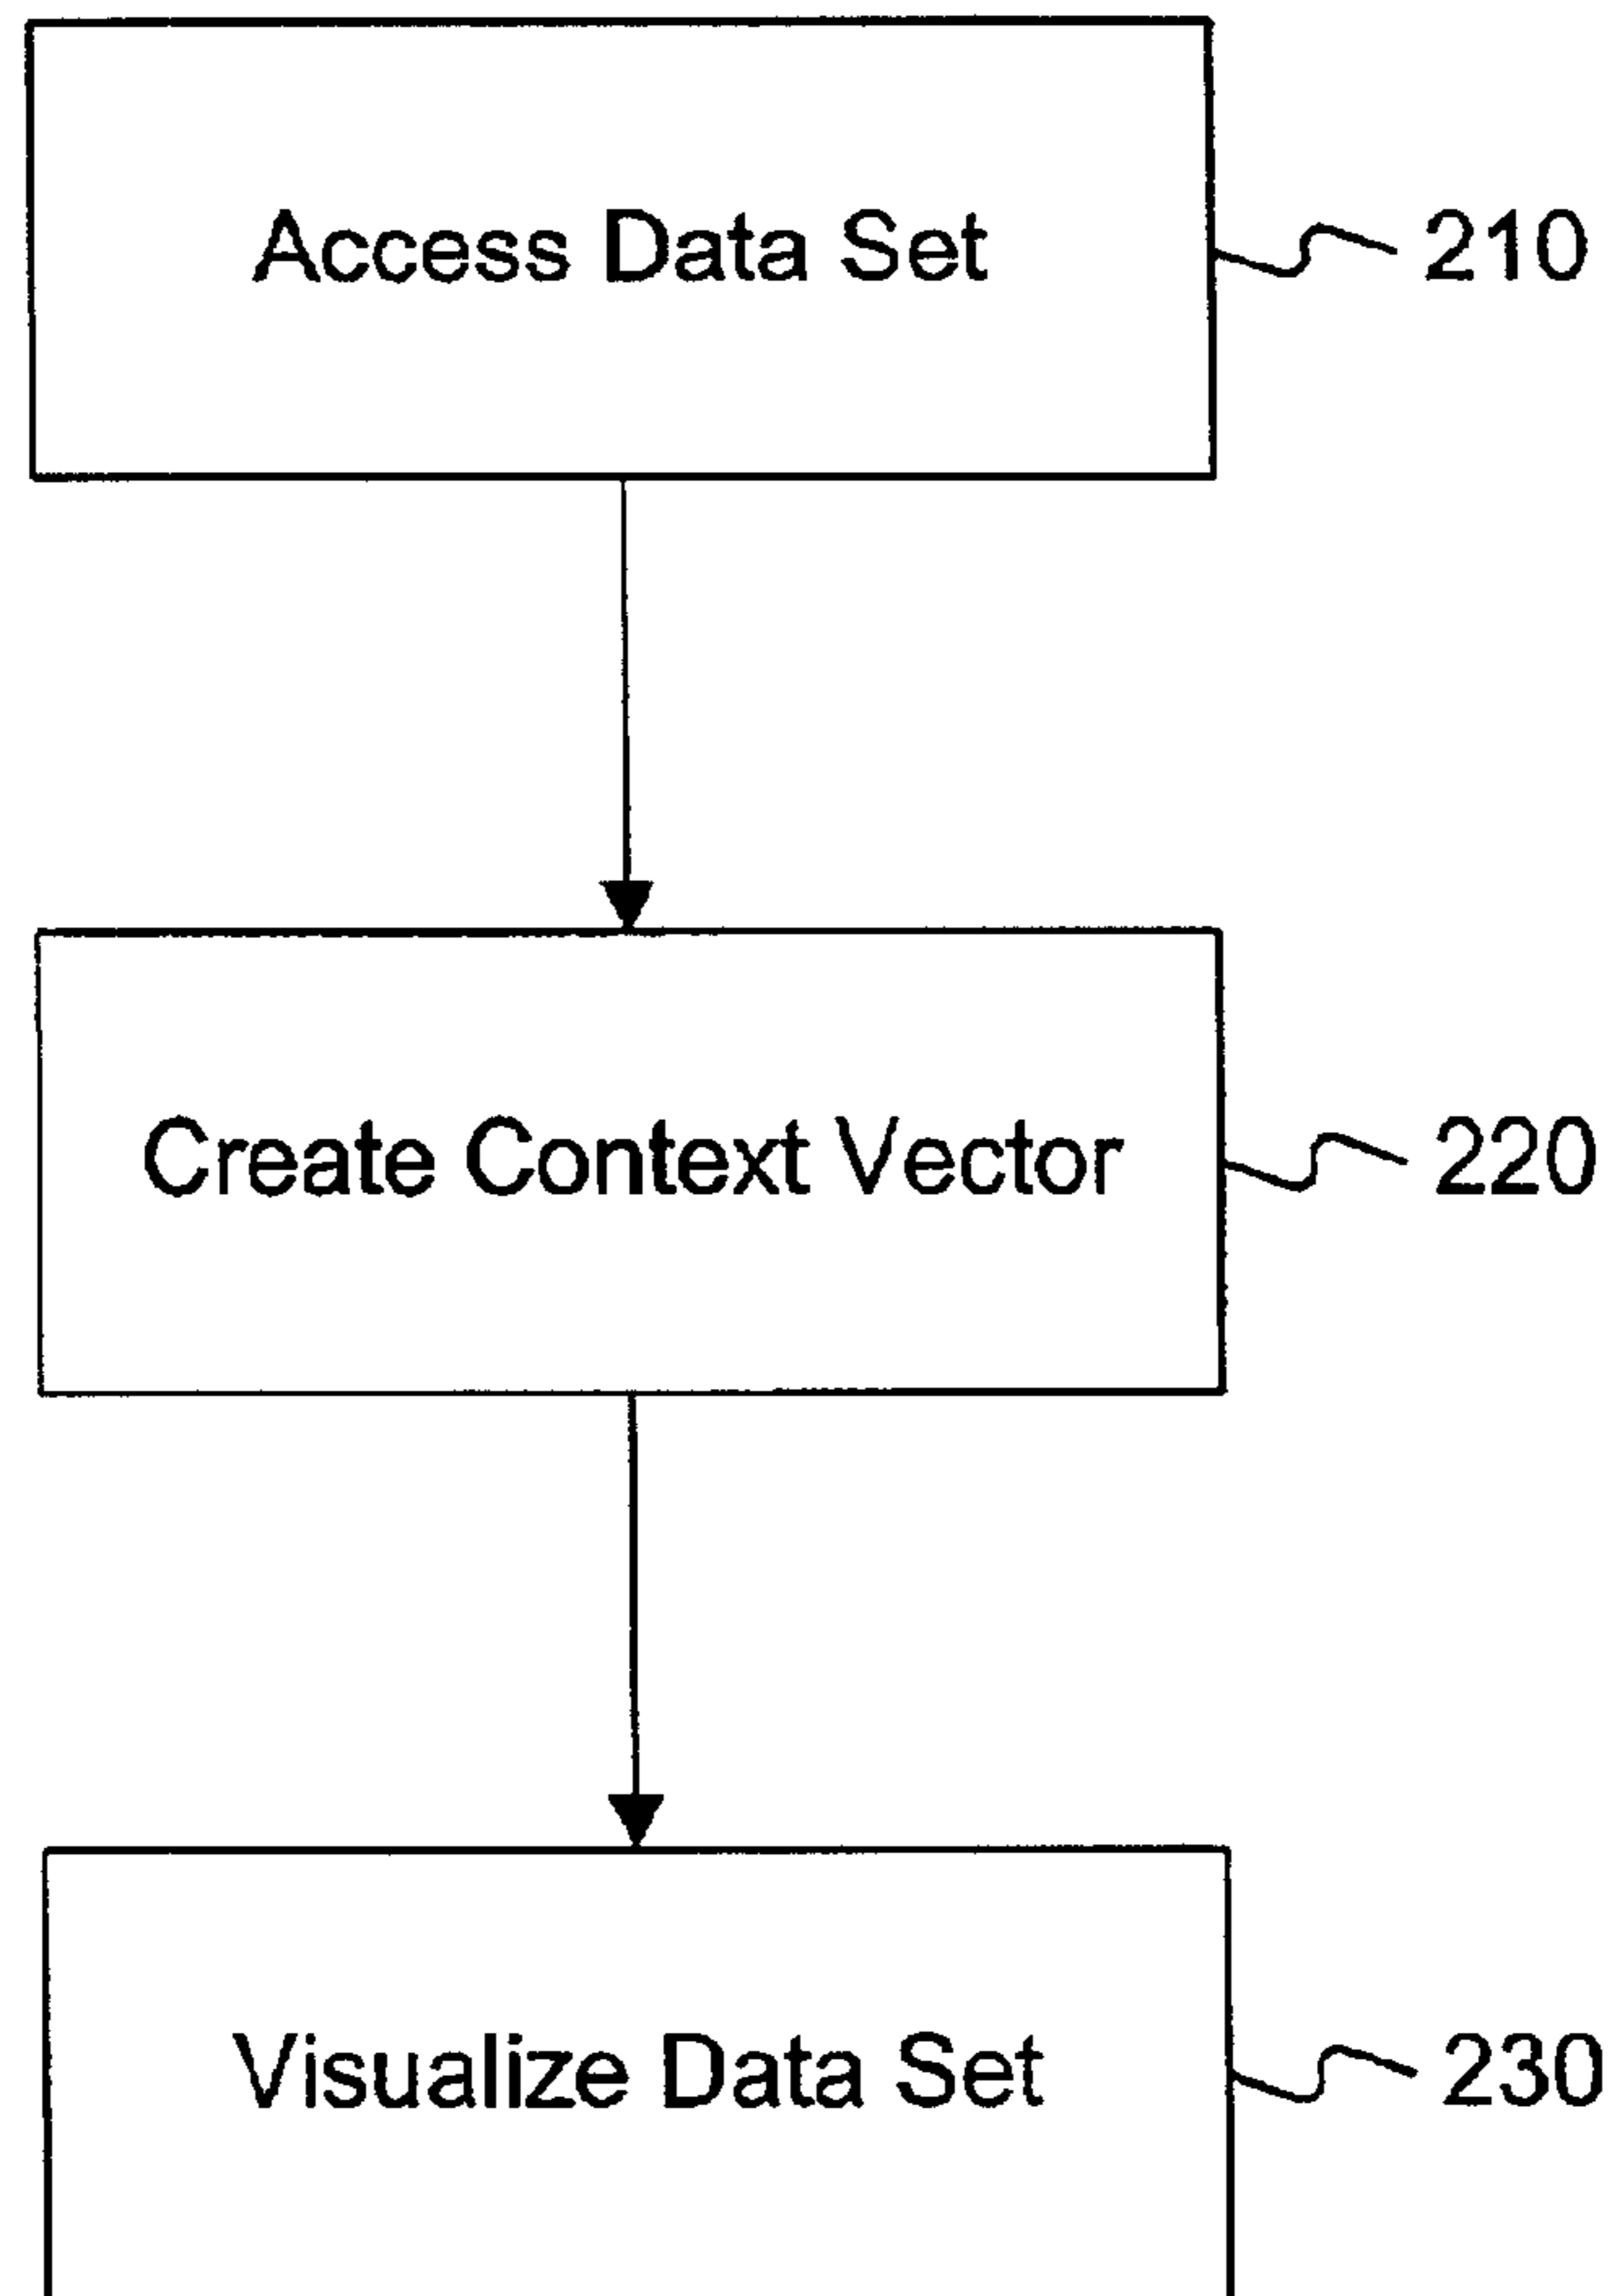 Access Data Set 210
Create Context Vector 220
Visualize Data Set 230